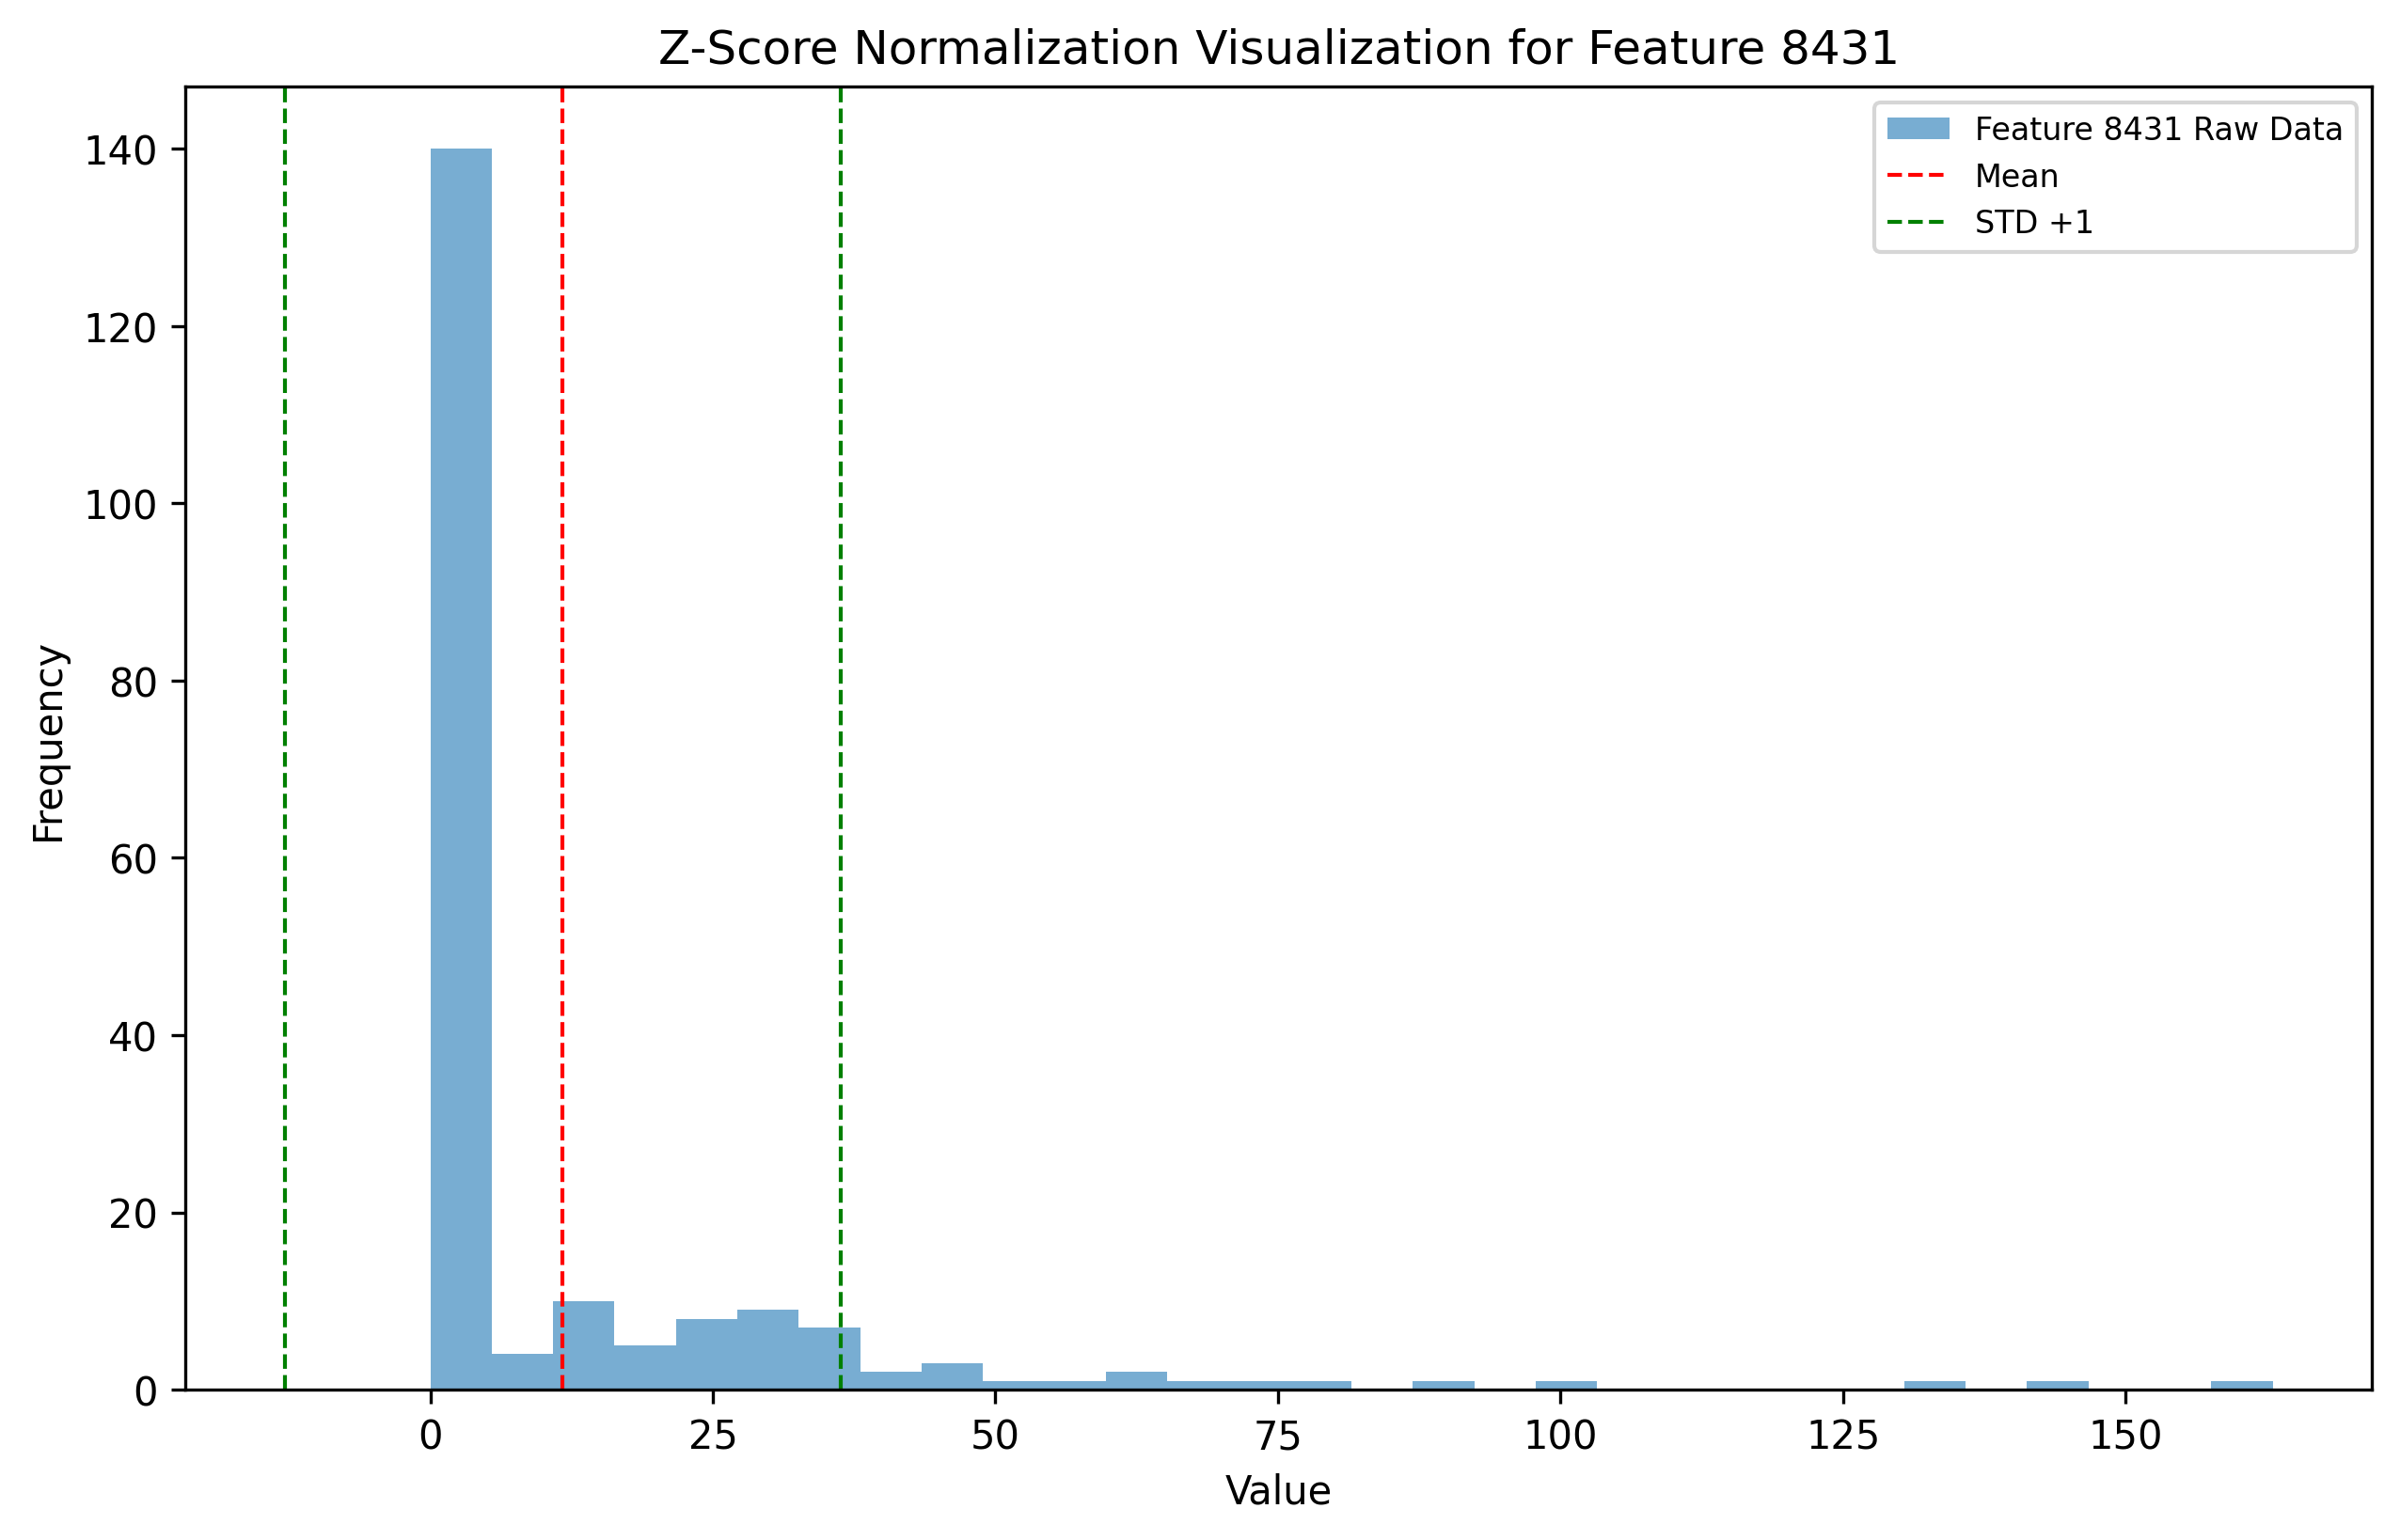 Z-Score Normalization Visualization for Feature 8431
Feature 8431 Raw Data
Mean
STD +1
140
120
100
80
60
40
20
0
Frequency
0 25 50 75 100 125 150
Value